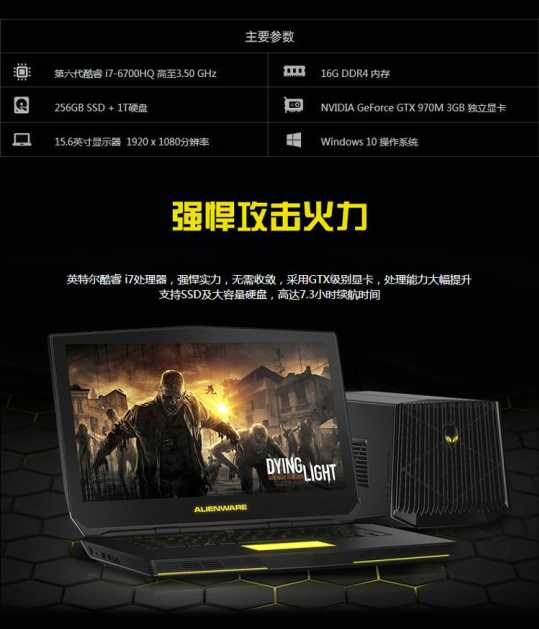 主要参数
第六代酷睿 i7-6700HQ 高至3.50 GHz
16G DDR4 内存
256GB SSD + 1T硬盘
NVIDIA GeForce GTX 970M 3GB 独立显卡
15.6英寸显示器 1920 x 1080分辨率
Windows 10 操作系统
强悍攻击火力
英特尔酷睿 i7处理器，强悍实力，无需收敛，采用GTX级别显卡，处理能力大幅提升
支持SSD及大容量硬盘，高达7.3小时续航时间
DYING
LIGHT
ALIENWARE